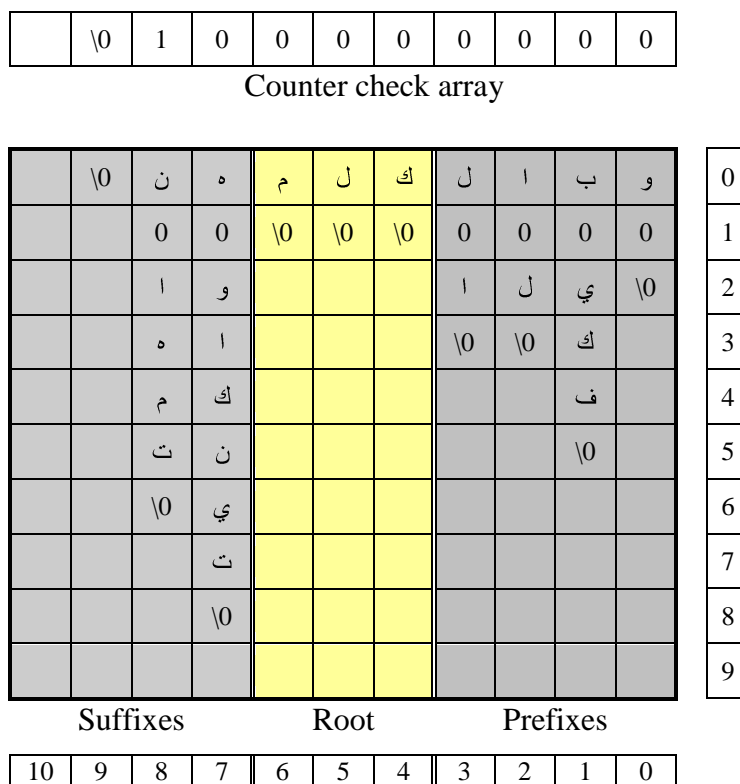 \0 1 0 0 0 0 0 0 0 0
Counter check array
\0 ن ه م ل ك ل ا ب و 0
0 0 \0 \0 \0 0 0 0 0 1
ا و ا ل ي \0 2
ه ا \0 \0 ك 3
م ك ف 4
ت ن \0 5
\0 ي 6
ت 7
\0 8
9
Suffixes Root Prefixes
10 9 8 7 6 5 4 3 2 1 0